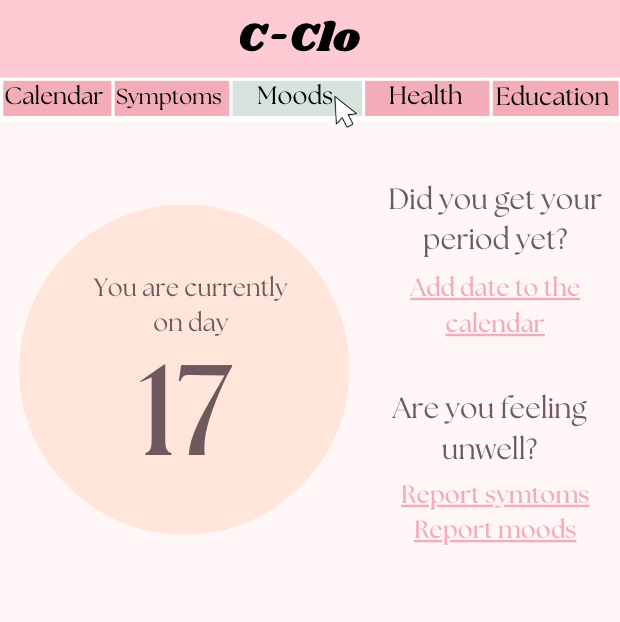 C-Clo
Calendar Symptoms Moods Health Education
You are currently
on day
17
Did you get your
period yet?
Add date to the
calendar
Are you feeling
unwell?
Report symtoms
Report moods